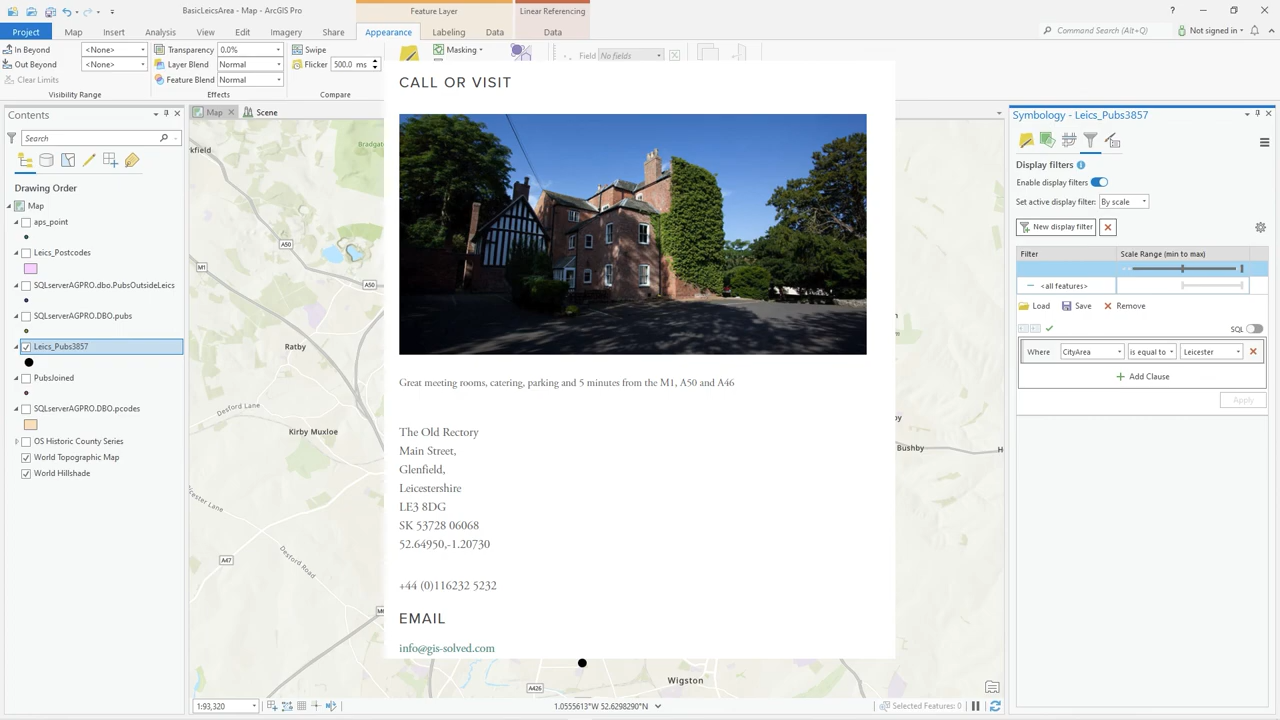 BasicLeicsArea - Map - ArcGIS Pro
Feature Layer
Linear Referencing
Project
Map
Insert
Analysis
View
Edit
Imagery
Share
Appearance
Labeling
Data
Data
Command Search (Alt+Q)
Not signed in
In Beyond
<None>
Out Beyond
<None>
Clear Limits
Visibility Range
Transparency
0.0%
Layer Blend
Normal
Feature Blend
Normal
Effects
Swipe
Flicker
500.0 ms
Compare
Masking
Field
No fields
Contents
Search
Drawing Order
Map
aps_point
Leics_Postcodes
SQLserverAGPRO.dbo.PubsOutsideLeics
SQLserverAGPRO.DBO.pubs
Leics_Pubs3857
PubsJoined
SQLserverAGPRO.DBO.pcodes
OS Historic County Series
World Topographic Map
World Hillshade
Map
Scene
Bradgat
A50
M1
A50
Ratby
Desford Lane
Kirby Muxloe
A47
Desford Road
Bushby
A426
Wigston
CALL OR VISIT
Great meeting rooms, catering, parking and 5 minutes from the M1, A50 and A46
The Old Rectory
Main Street,
Glenfield,
Leicestershire
LE3 8DG
SK 53728 06068
52.64950,-1.20730
+44 (0)116232 5232
EMAIL
info@gis-solved.com
1:93,320
1.0555613°W 52.6298290°N
Selected Features: 0
Symbology - Leics_Pubs3857
Display filters
Enable display filters
Set active display filter:
By scale
New display filter
Filter
Scale Range (min to max)
<all features>
Load
Save
Remove
SQL
Where
CityArea
is equal to
Leicester
Add Clause
Apply